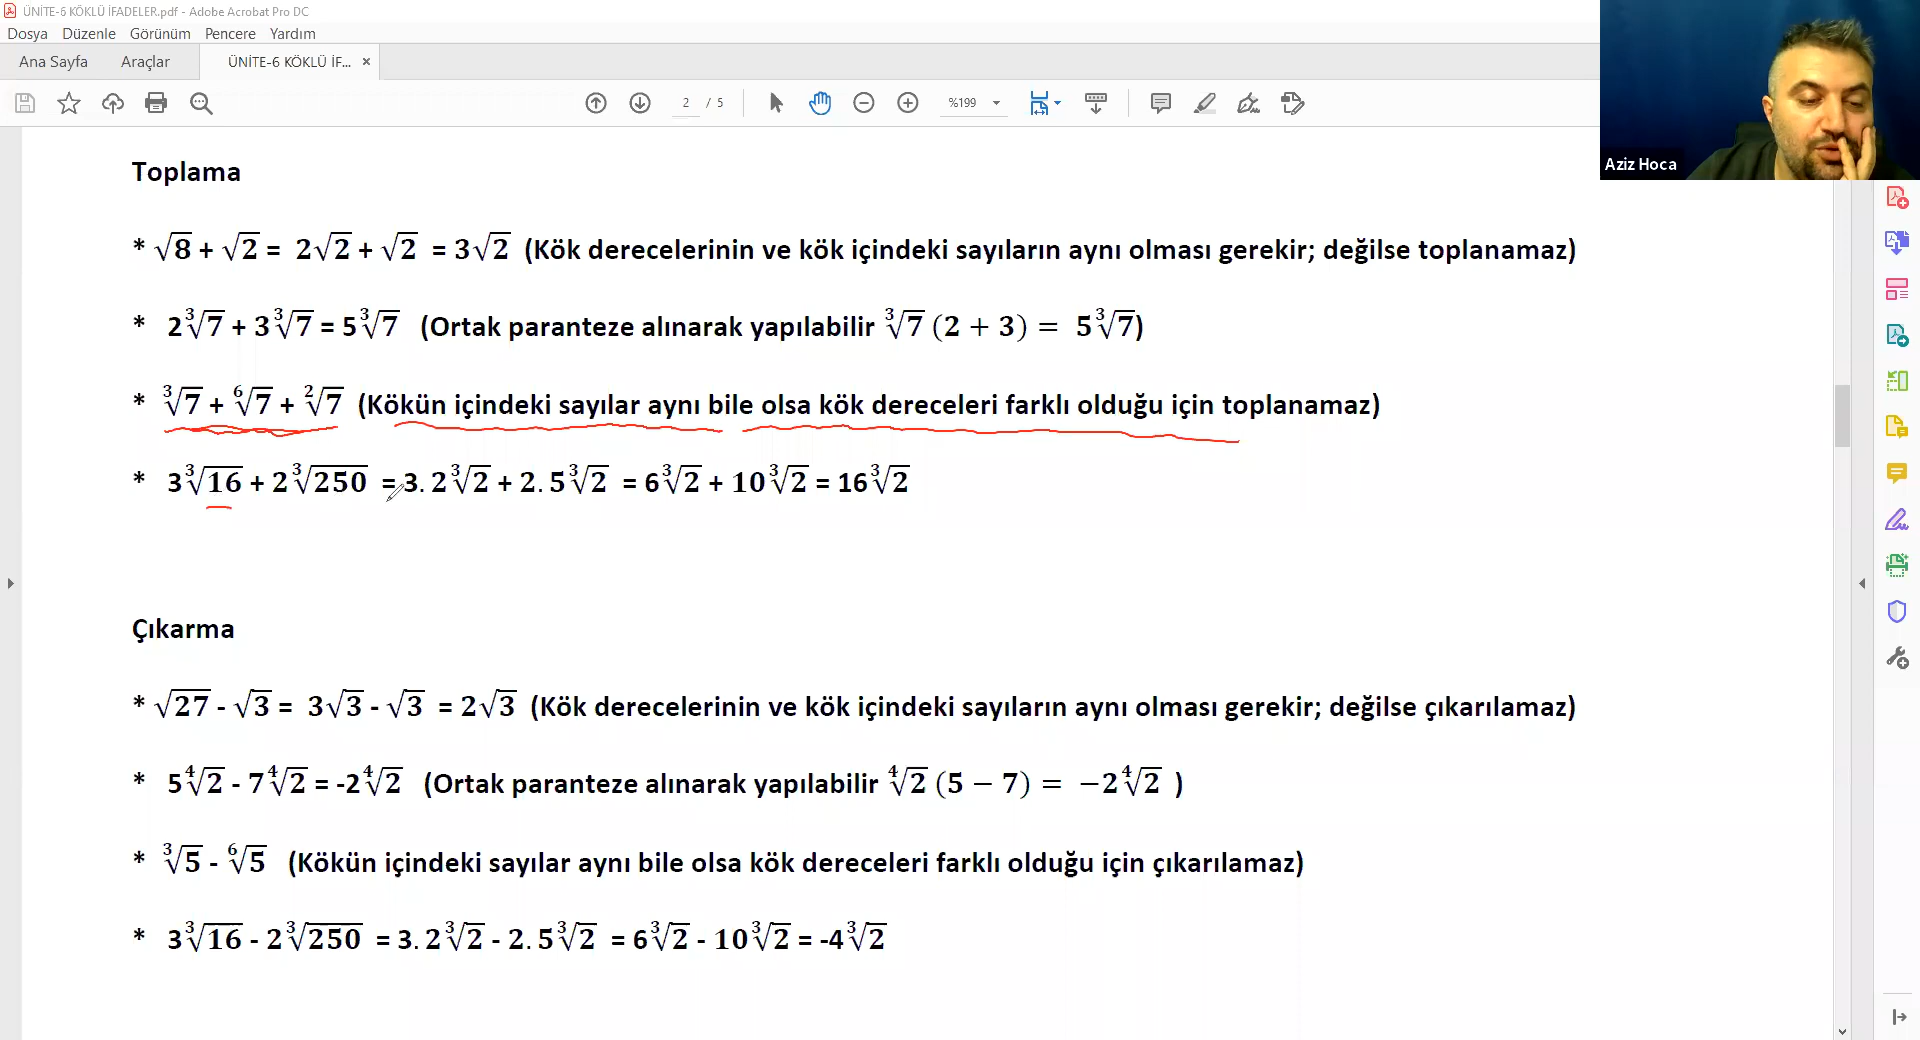 ÜNİTE-6 KÖKLÜ İFADELER.pdf - Adobe Acrobat Pro DC
Dosya Düzenle Görünüm Pencere Yardım
Ana Sayfa Araçlar ÜNİTE-6 KÖKLÜ İF... ×
2 / 5 %199
Aziz Hoca
Toplama
* √8 + √2 = 2√2 + √2 = 3√2 (Kök derecelerinin ve kök içindeki sayıların aynı olması gerekir; değilse toplanamaz)
* 2∛7 + 3∛7 = 5∛7 (Ortak paranteze alınarak yapılabilir ∛7 (2 + 3) = 5∛7)
* ∛7 + ⁶√7 + ²√7 (Kökün içindeki sayılar aynı bile olsa kök dereceleri farklı olduğu için toplanamaz)
* 3∛16 + 2∛250 = 3. 2∛2 + 2. 5∛2 = 6∛2 + 10∛2 = 16∛2
Çıkarma
* √27 - √3 = 3√3 - √3 = 2√3 (Kök derecelerinin ve kök içindeki sayıların aynı olması gerekir; değilse çıkarılamaz)
* 5∜2 - 7∜2 = -2∜2 (Ortak paranteze alınarak yapılabilir ∜2 (5 − 7) = −2∜2 )
* ∛5 - ⁶√5 (Kökün içindeki sayılar aynı bile olsa kök dereceleri farklı olduğu için çıkarılamaz)
* 3∛16 - 2∛250 = 3. 2∛2 - 2. 5∛2 = 6∛2 - 10∛2 = -4∛2